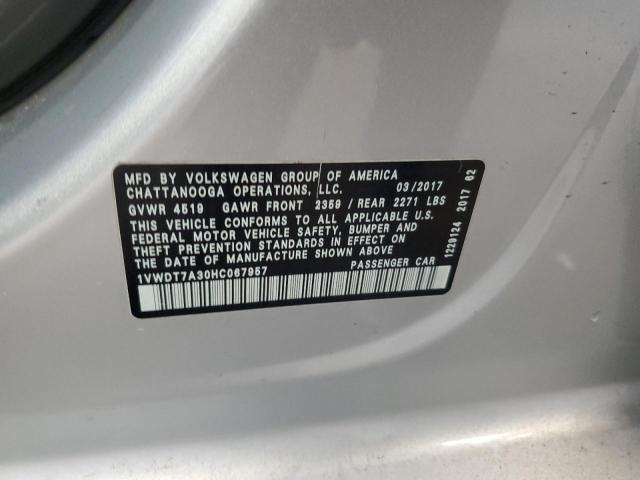 MFD BY VOLKSWAGEN GROUP OF AMERICA
CHATTANOOGA OPERATIONS, LLC. 03/2017
GVWR 4519 GAWR FRONT 2359 / REAR 2271 LBS
THIS VEHICLE CONFORMS TO ALL APPLICABLE U.S.
FEDERAL MOTOR VEHICLE SAFETY, BUMPER AND
THEFT PREVENTION STANDARDS IN EFFECT ON
THE DATE OF MANUFACTURE SHOWN ABOVE
1VWDT7A30HC067957 PASSENGER CAR
1229124 2017 62